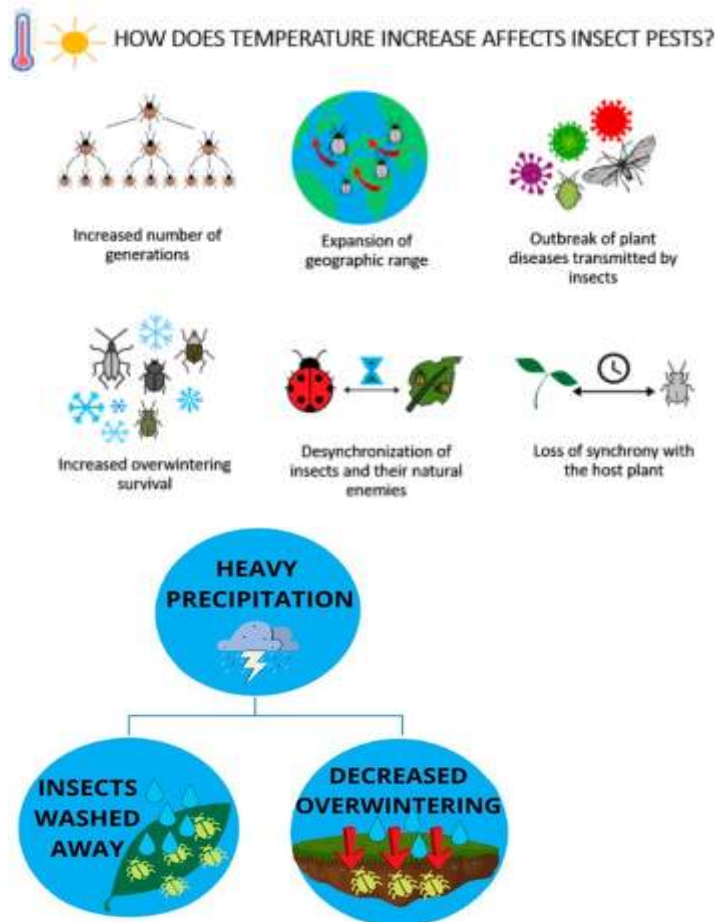 HOW DOES TEMPERATURE INCREASE AFFECTS INSECT PESTS?
Increased number of
generations
Expansion of
geographic range
Outbreak of plant
diseases transmitted by
insects
Increased overwintering
survival
Desynchronization of
insects and their natural
enemies
Loss of synchrony with
the host plant
HEAVY
PRECIPITATION
INSECTS
WASHED
AWAY
DECREASED
OVERWINTERING